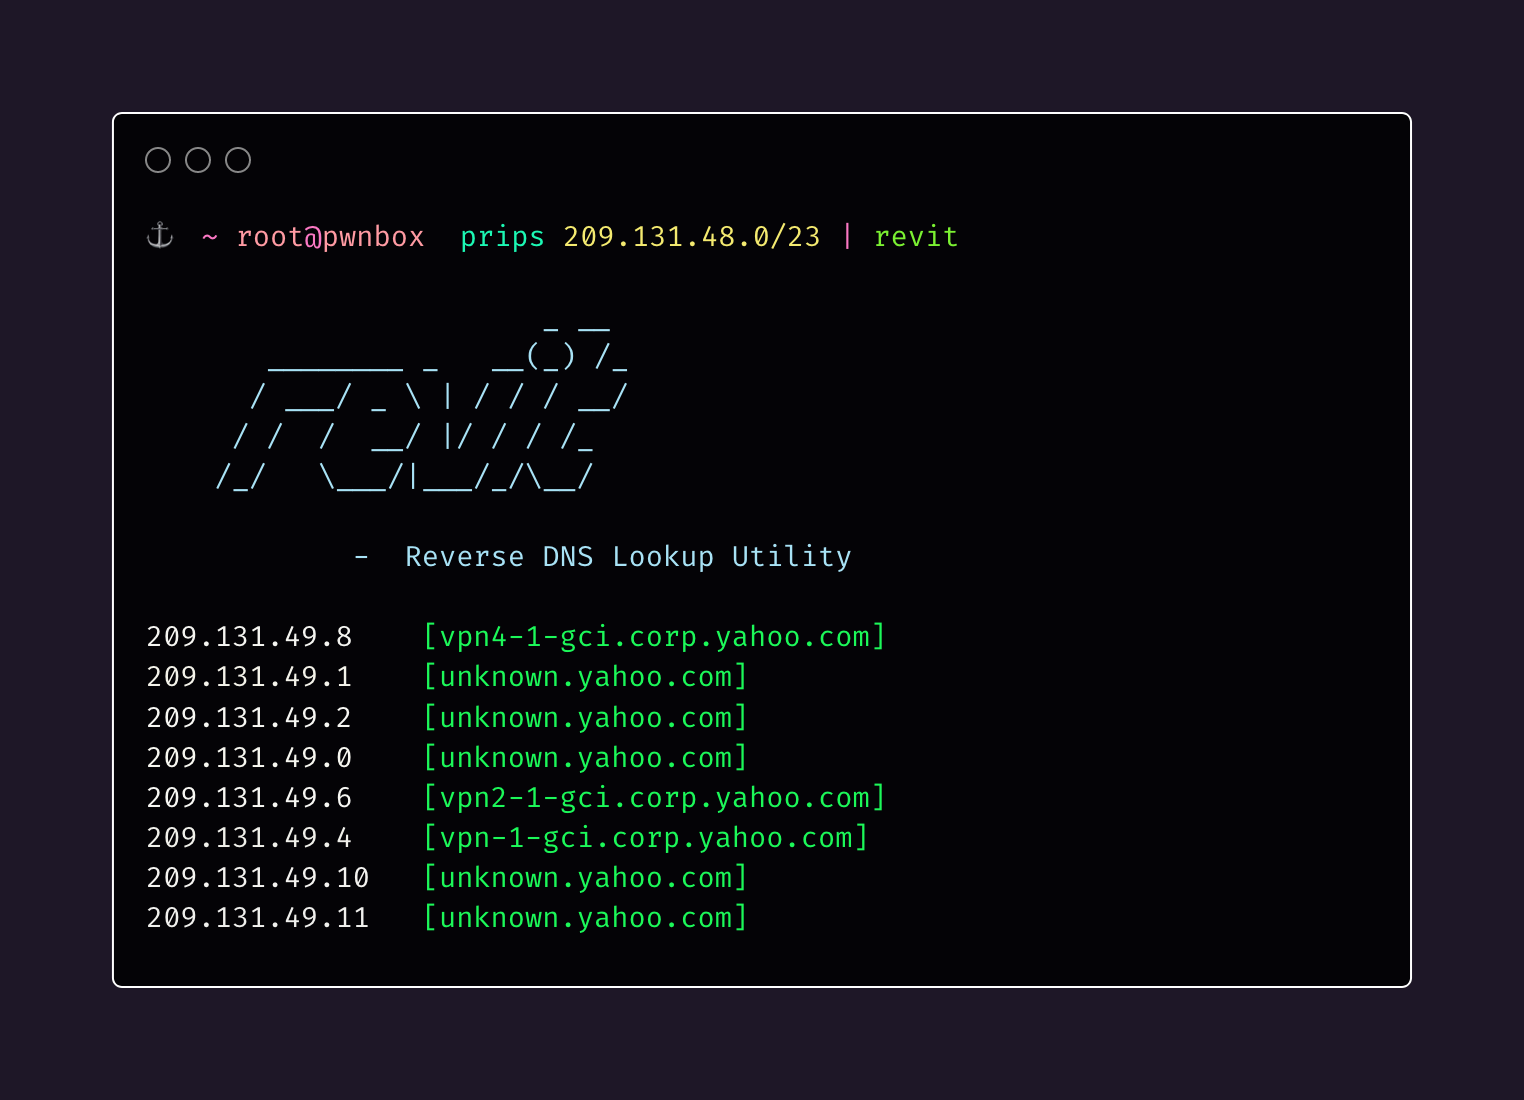 ⚓ ~ root@pwnbox  prips 209.131.48.0/23 | revit
                       _ __
       ________ _   __(_) /_
      / ___/ _ \ | / / / __/
     / /  /  __/ |/ / / /_
    /_/   \___/|___/_/\__/
            -  Reverse DNS Lookup Utility
209.131.49.8    [vpn4-1-gci.corp.yahoo.com]
209.131.49.1    [unknown.yahoo.com]
209.131.49.2    [unknown.yahoo.com]
209.131.49.0    [unknown.yahoo.com]
209.131.49.6    [vpn2-1-gci.corp.yahoo.com]
209.131.49.4    [vpn-1-gci.corp.yahoo.com]
209.131.49.10   [unknown.yahoo.com]
209.131.49.11   [unknown.yahoo.com]